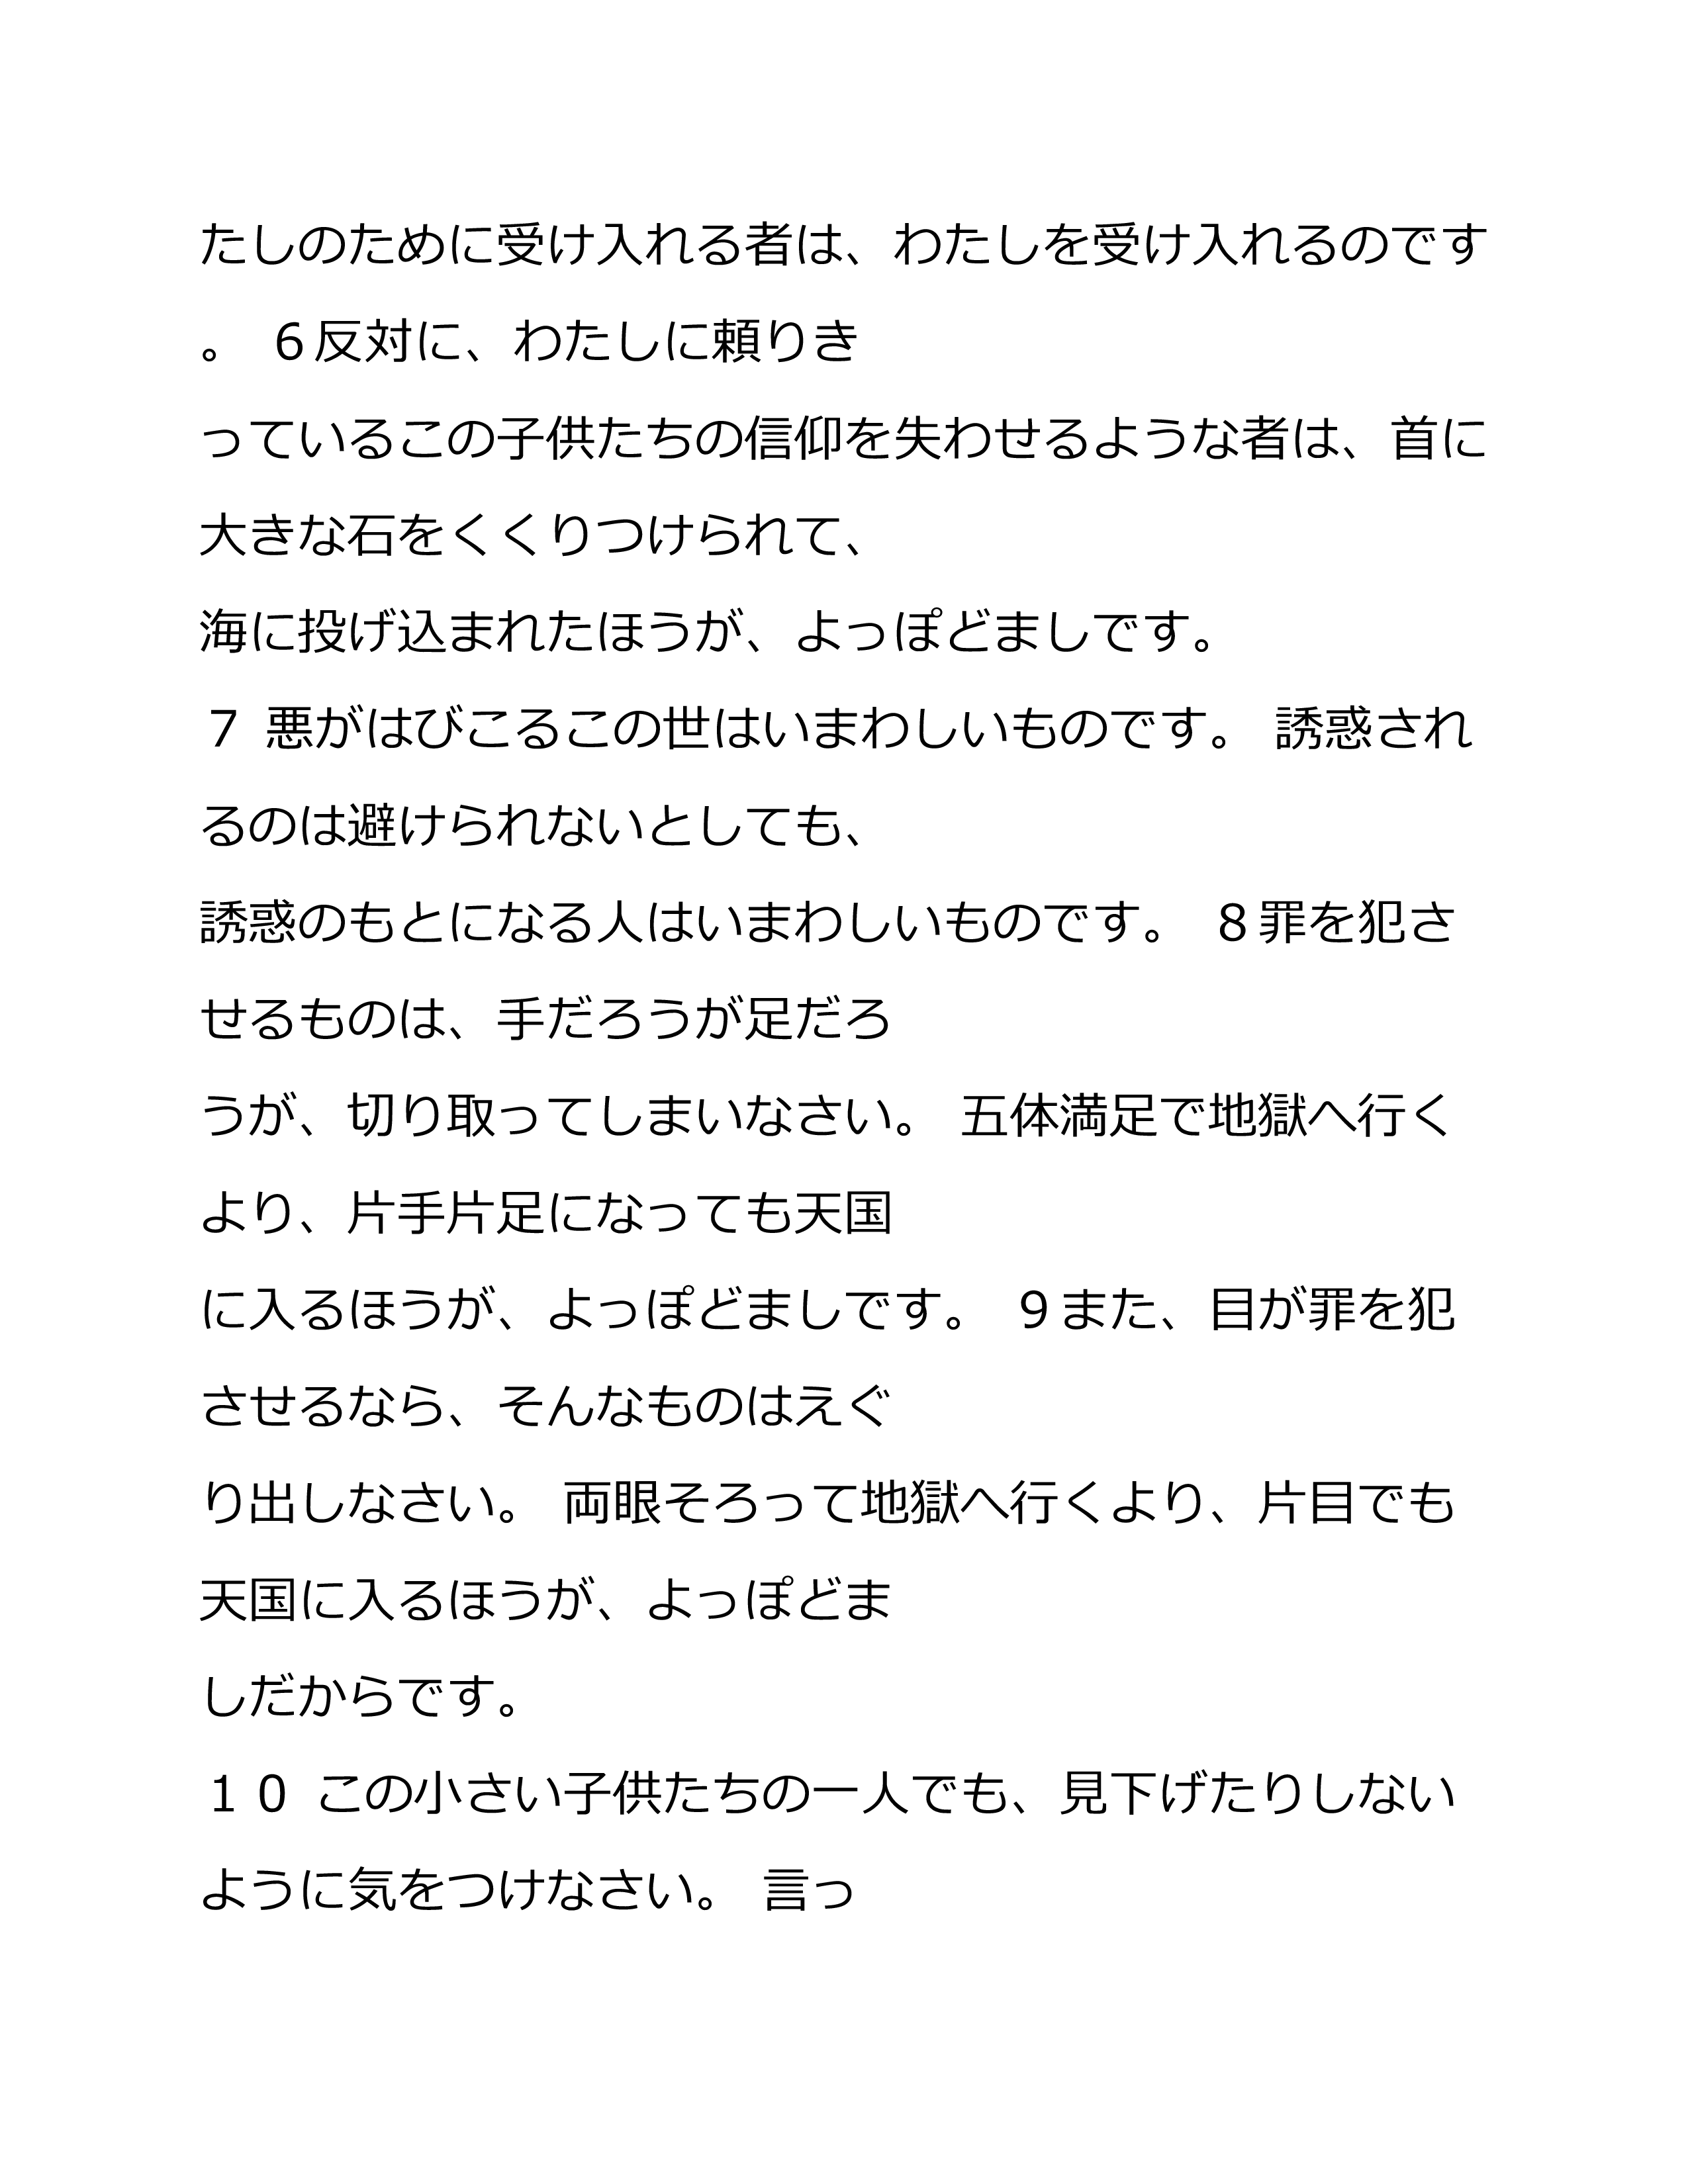 たしのために受け入れる者は、わたしを受け入れるのです
。 ６反対に、わたしに頼りき
っているこの子供たちの信仰を失わせるような者は、首に
大きな石をくくりつけられて、
海に投げ込まれたほうが、よっぽどましです。
７ 悪がはびこるこの世はいまわしいものです。 誘惑され
るのは避けられないとしても、
誘惑のもとになる人はいまわしいものです。 ８罪を犯さ
せるものは、手だろうが足だろ
うが、切り取ってしまいなさい。 五体満足で地獄へ行く
より、片手片足になっても天国
に入るほうが、よっぽどましです。 ９また、目が罪を犯
させるなら、そんなものはえぐ
り出しなさい。 両眼そろって地獄へ行くより、片目でも
天国に入るほうが、よっぽどま
しだからです。
１０ この小さい子供たちの一人でも、見下げたりしない
ように気をつけなさい。 言っ